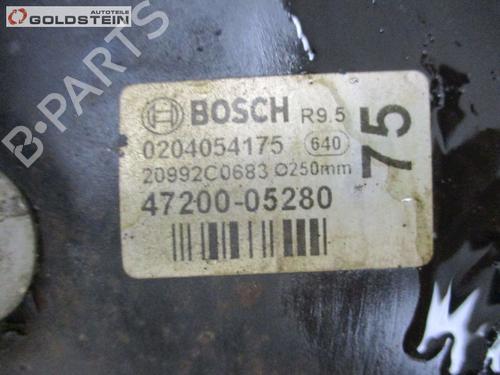 AUTOTEILE
GOLDSTEIN
B-PARTS
BOSCH R9.5
0204054175 640
20992C0683 Ø250mm
47200-05280
75